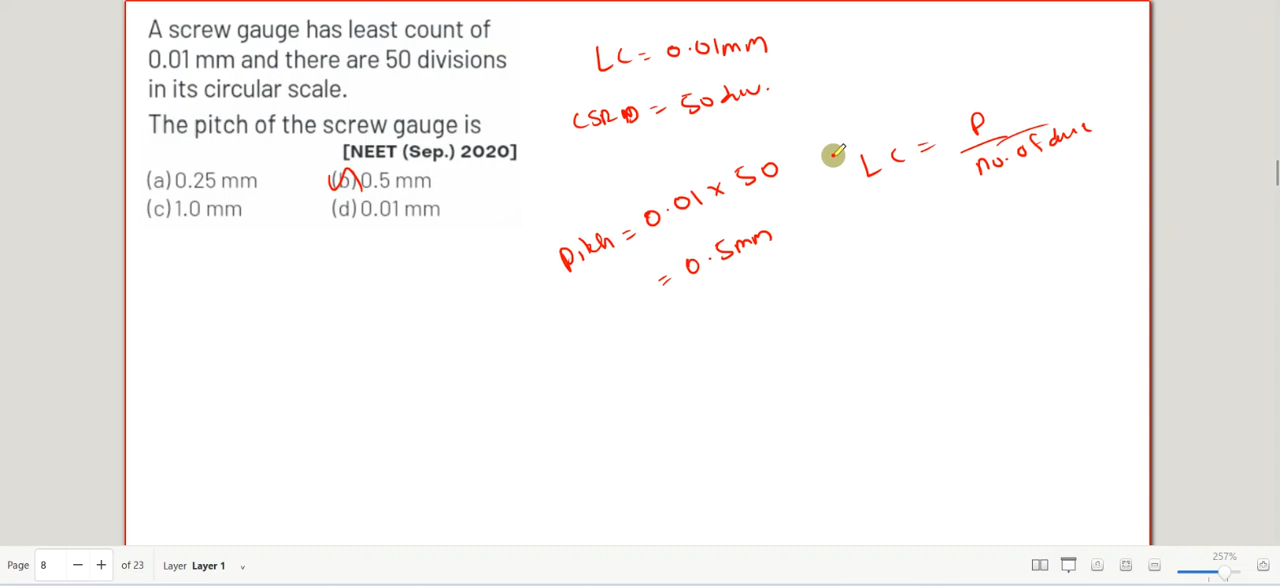 A screw gauge has least count of
0.01 mm and there are 50 divisions
in its circular scale.
The pitch of the screw gauge is
[NEET (Sep.) 2020]
(a) 0.25 mm (b) 0.5 mm
(c) 1.0 mm (d) 0.01 mm
LC = 0.01mm
= 50 div.
LC = P
no. of div
Pitch = 0.01 x 50
= 0.5mm
Page 8 of 23 Layer Layer 1 257%